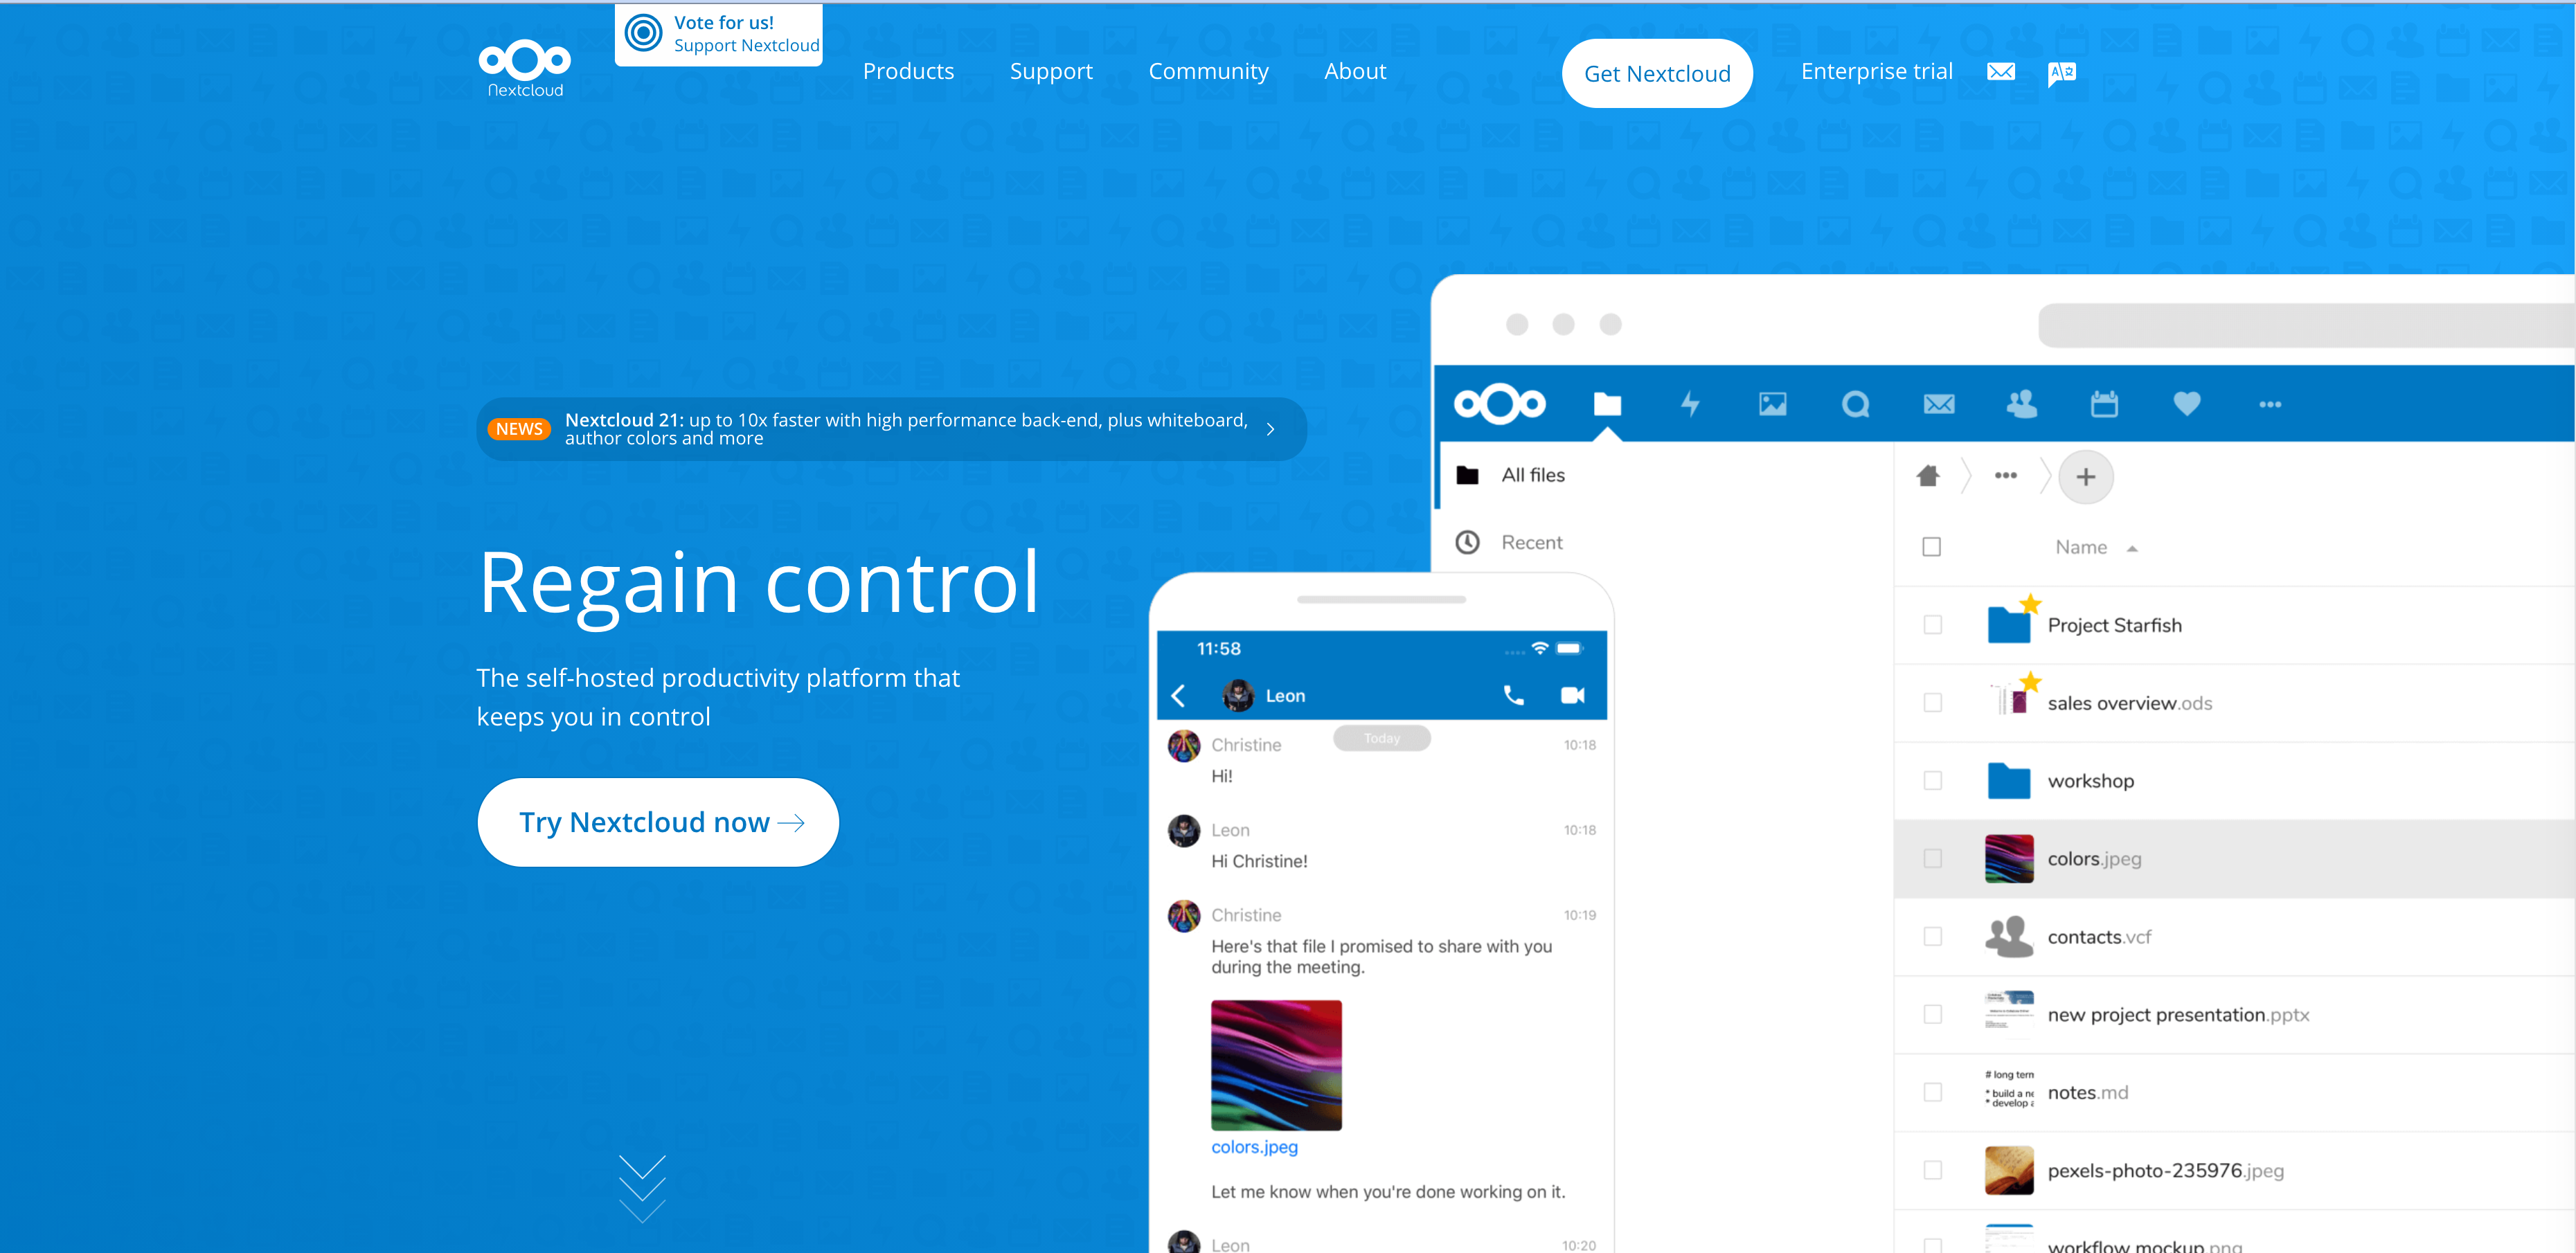 Vote for us!
Support Nextcloud
Nextcloud
Products
Support
Community
About
Get Nextcloud
Enterprise trial
NEWS
Nextcloud 21: up to 10x faster with high performance back-end, plus whiteboard,
author colors and more
Regain control
The self-hosted productivity platform that
keeps you in control
Try Nextcloud now
All files
Recent
Name
Project Starfish
sales overview.ods
workshop
colors.jpeg
contacts.vcf
new project presentation.pptx
# long term
* build a ne
* develop a
notes.md
pexels-photo-235976.jpeg
workflow mockup.png
11:58
Leon
Today
Christine 10:18
Hi!
Leon 10:18
Hi Christine!
Christine 10:19
Here's that file I promised to share with you
during the meeting.
colors.jpeg
Let me know when you're done working on it.
Leon 10:20